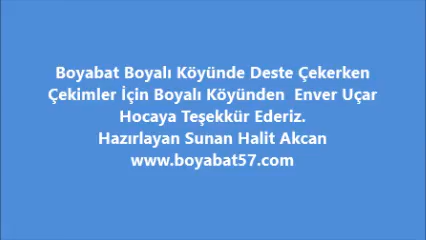 Boyabat Boyalı Köyünde Deste Çekerken
Çekimler İçin Boyalı Köyünden Enver Uçar
Hocaya Teşekkür Ederiz.
Hazırlayan Sunan Halit Akcan
www.boyabat57.com